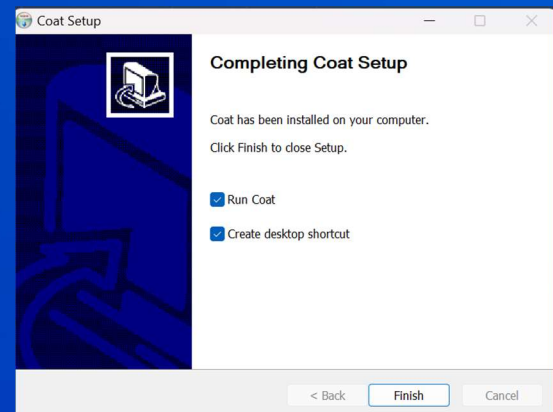 Coat Setup
Completing Coat Setup
Coat has been installed on your computer.
Click Finish to close Setup.
Run Coat
Create desktop shortcut
< Back
Finish
Cancel